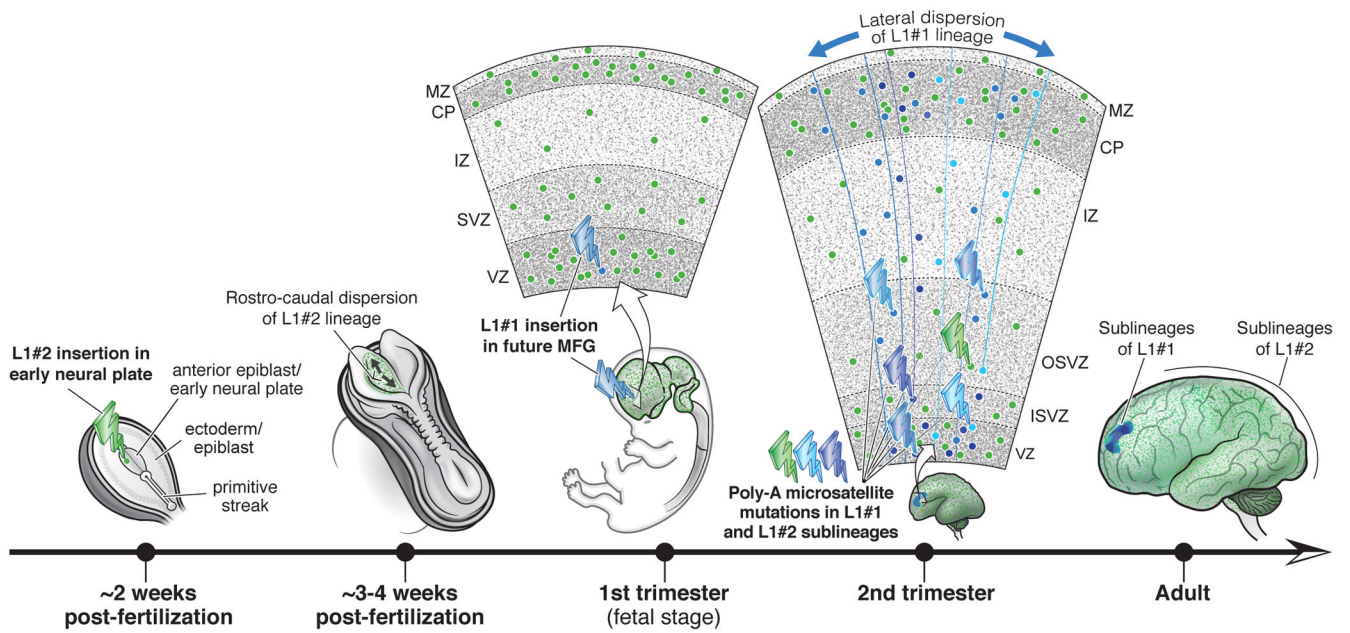 Lateral dispersion
of L1#1 lineage
MZ
CP
IZ
SVZ
VZ
MZ
CP
IZ
OSVZ
ISVZ
VZ
L1#2 insertion in
early neural plate
anterior epiblast/
early neural plate
ectoderm/
epiblast
primitive
streak
Rostro-caudal dispersion
of L1#2 lineage
L1#1 insertion
in future MFG
Poly-A microsatellite
mutations in L1#1
and L1#2 sublineages
Sublineages
of L1#1
Sublineages
of L1#2
~2 weeks
post-fertilization
~3-4 weeks
post-fertilization
1st trimester
(fetal stage)
2nd trimester
Adult